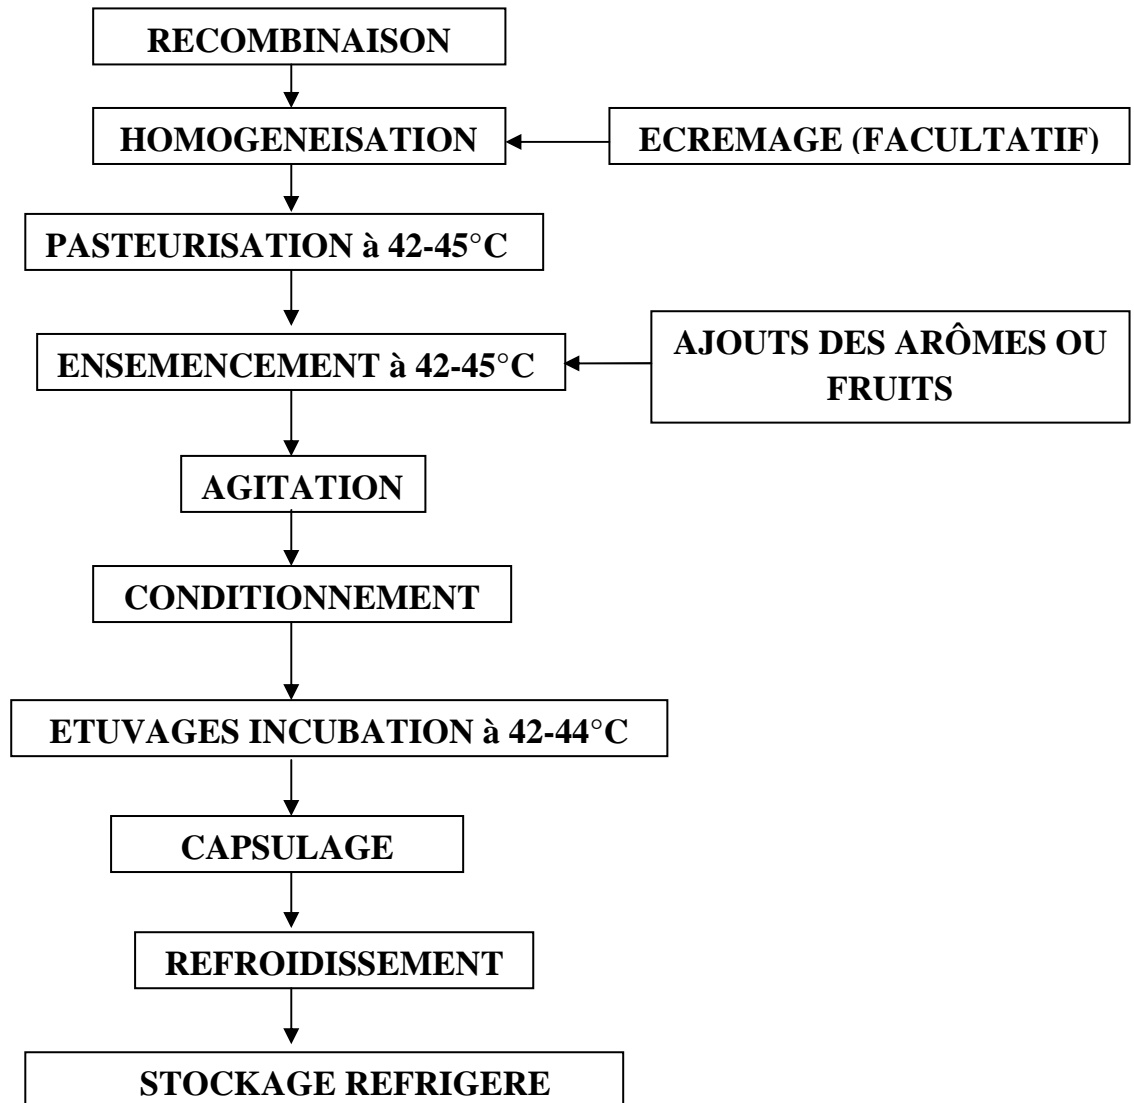 RECOMBINAISON
HOMOGENEISATION
ECREMAGE (FACULTATIF)
PASTEURISATION à 42-45°C
ENSEMENCEMENT à 42-45°C
AJOUTS DES ARÔMES OU
FRUITS
AGITATION
CONDITIONNEMENT
ETUVAGES INCUBATION à 42-44°C
CAPSULAGE
REFROIDISSEMENT
STOCKAGE REFRIGERE